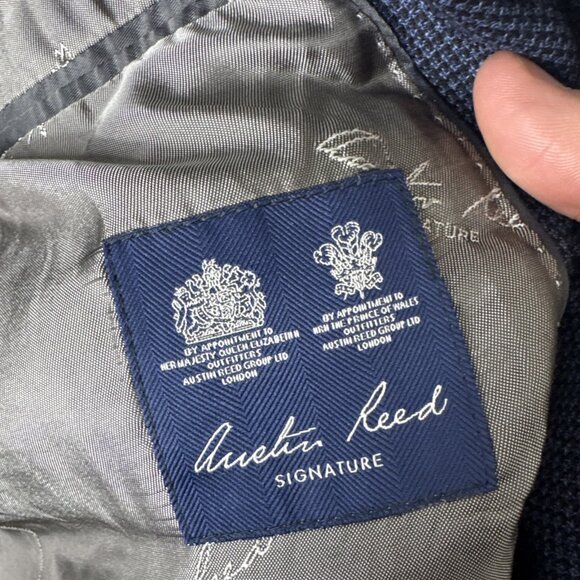 BY APPOINTMENT TO
HER MAJESTY QUEEN ELIZABETH II
OUTFITTERS
AUSTIN REED GROUP LTD
LONDON
BY APPOINTMENT TO
HRH THE PRINCE OF WALES
OUTFITTERS
AUSTIN REED GROUP LTD
LONDON
Austin Reed
SIGNATURE